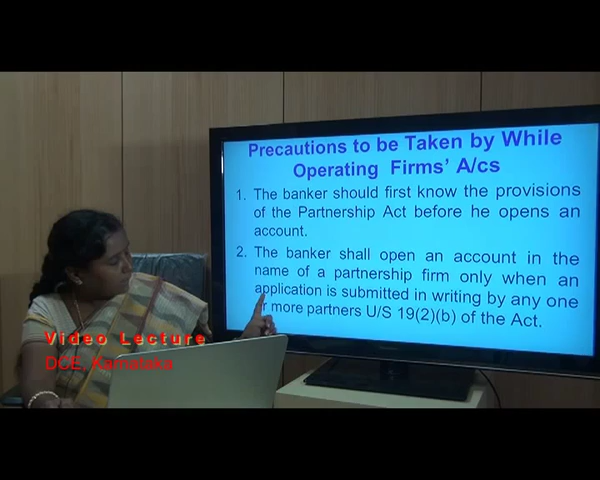 Precautions to be Taken by While
Operating Firms' A/cs
1. The banker should first know the provisions
of the Partnership Act before he opens an
account.
2. The banker shall open an account in the
name of a partnership firm only when an
application is submitted in writing by any one
or more partners U/S 19(2)(b) of the Act.
Video Lecture
DCE, Karnataka